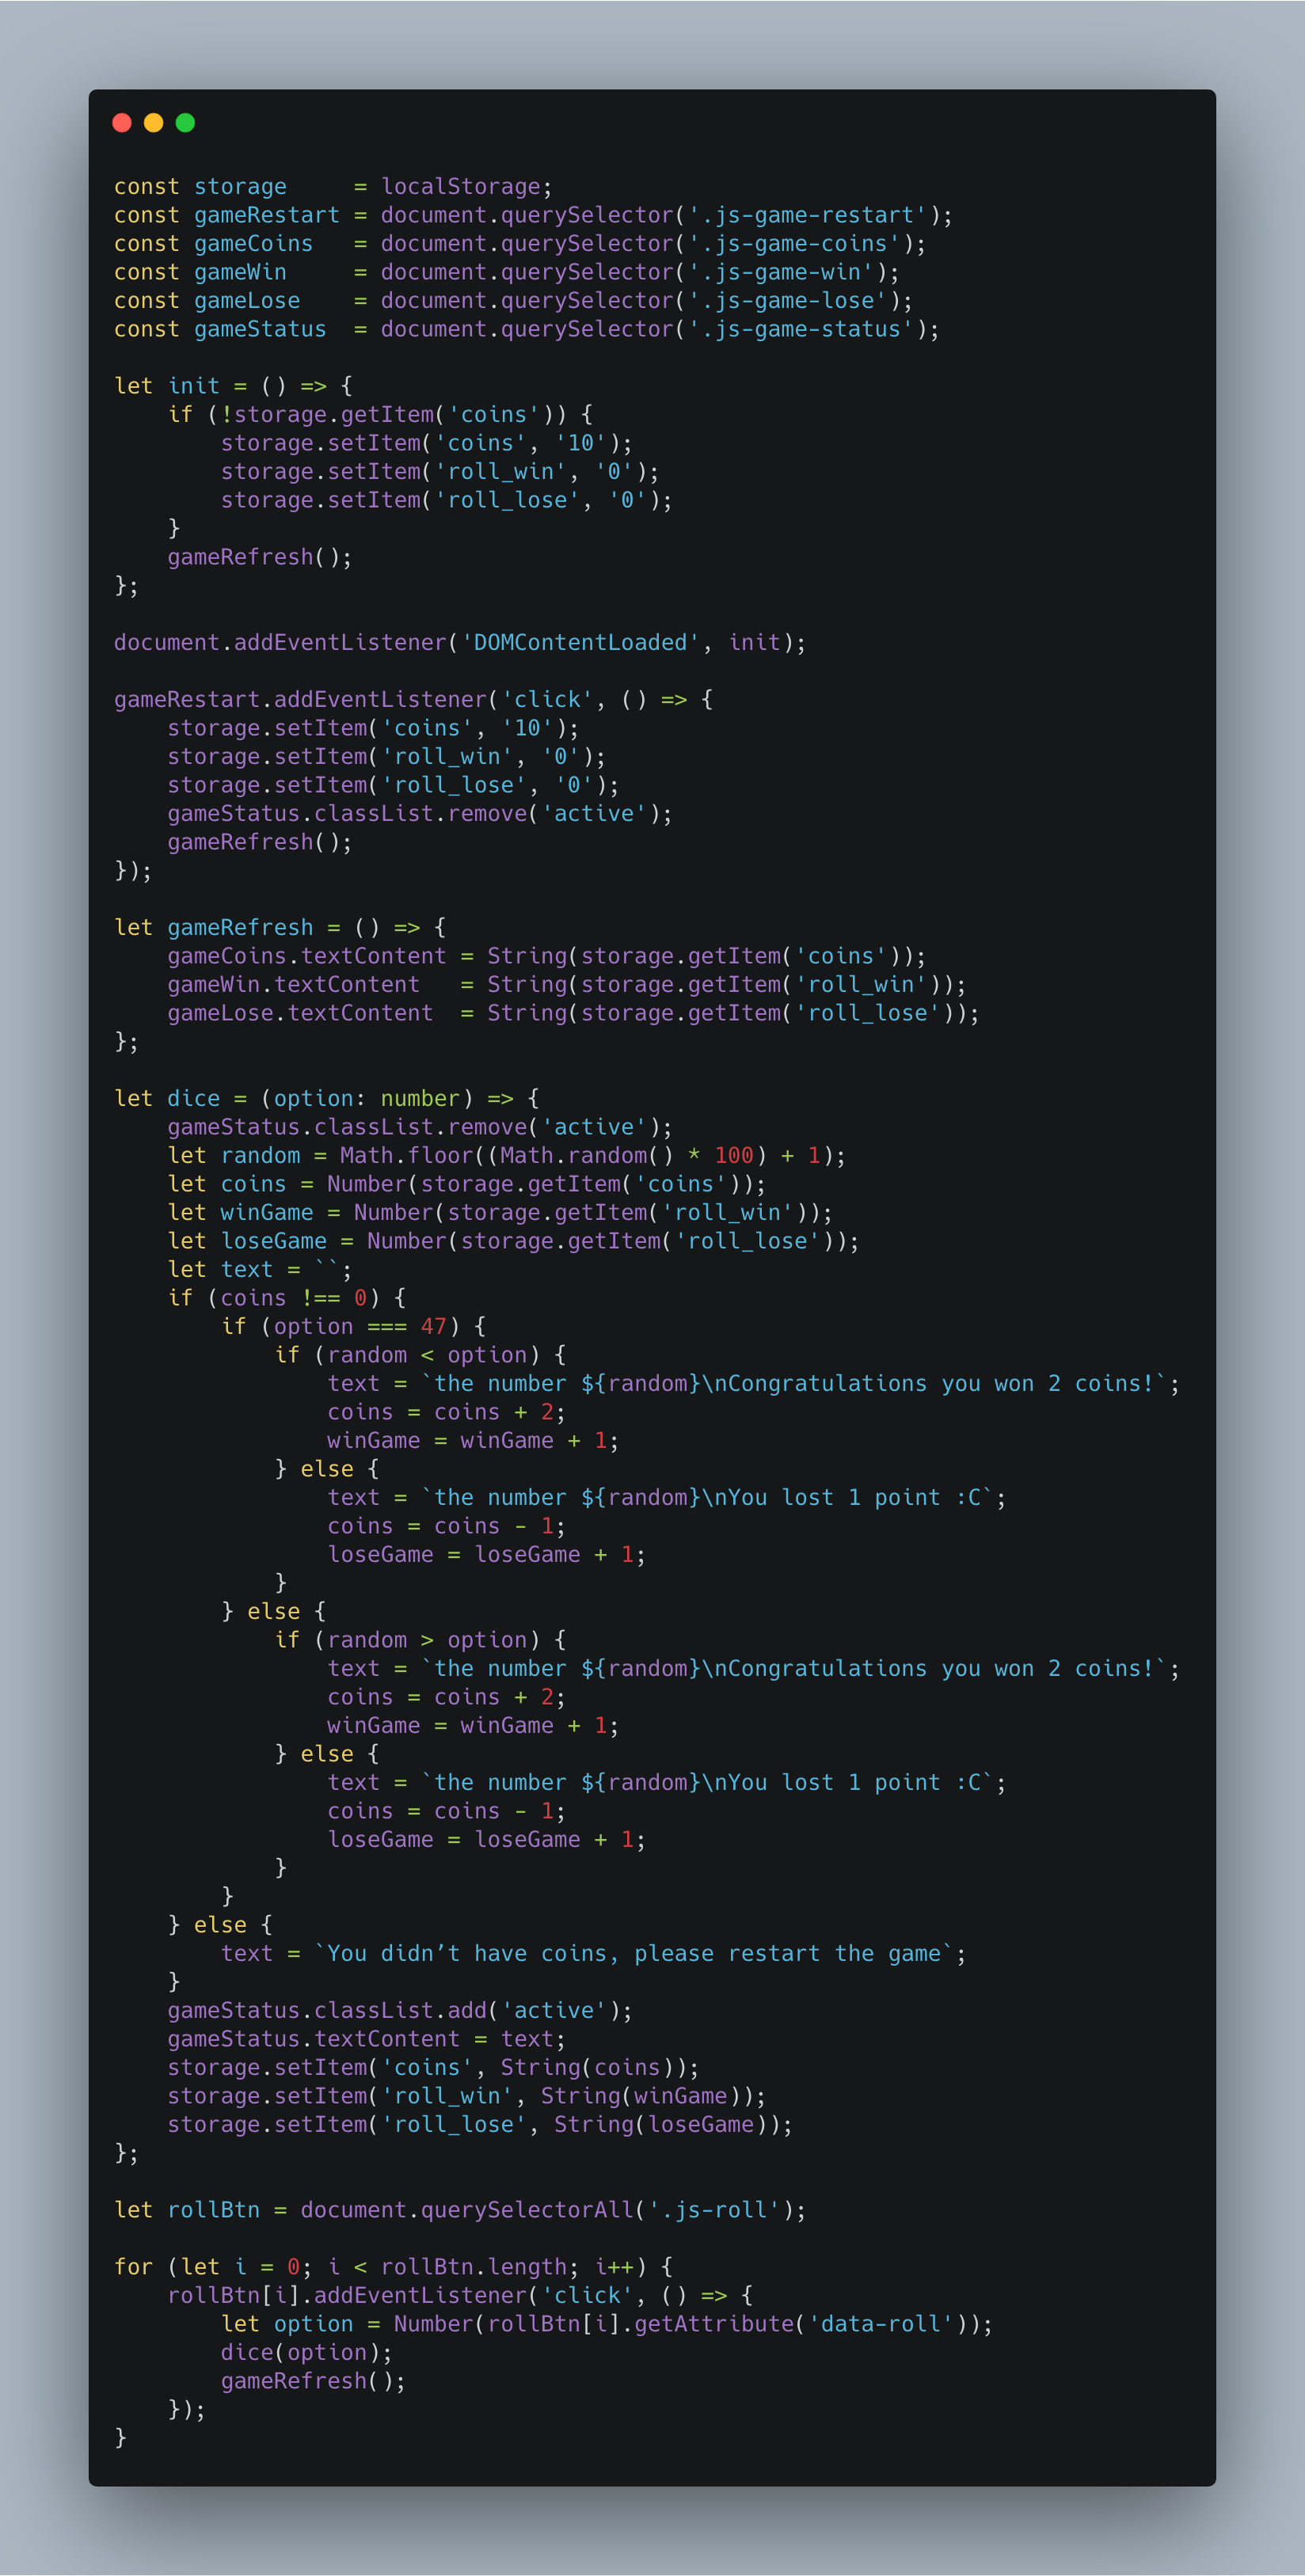 const storage     = localStorage;
const gameRestart = document.querySelector('.js-game-restart');
const gameCoins   = document.querySelector('.js-game-coins');
const gameWin     = document.querySelector('.js-game-win');
const gameLose    = document.querySelector('.js-game-lose');
const gameStatus  = document.querySelector('.js-game-status');

let init = () => {
    if (!storage.getItem('coins')) {
        storage.setItem('coins', '10');
        storage.setItem('roll_win', '0');
        storage.setItem('roll_lose', '0');
    }
    gameRefresh();
};

document.addEventListener('DOMContentLoaded', init);

gameRestart.addEventListener('click', () => {
    storage.setItem('coins', '10');
    storage.setItem('roll_win', '0');
    storage.setItem('roll_lose', '0');
    gameStatus.classList.remove('active');
    gameRefresh();
});

let gameRefresh = () => {
    gameCoins.textContent = String(storage.getItem('coins'));
    gameWin.textContent   = String(storage.getItem('roll_win'));
    gameLose.textContent  = String(storage.getItem('roll_lose'));
};

let dice = (option: number) => {
    gameStatus.classList.remove('active');
    let random = Math.floor((Math.random() * 100) + 1);
    let coins = Number(storage.getItem('coins'));
    let winGame = Number(storage.getItem('roll_win'));
    let loseGame = Number(storage.getItem('roll_lose'));
    let text = ``;
    if (coins !== 0) {
        if (option === 47) {
            if (random < option) {
                text = `the number ${random}\nCongratulations you won 2 coins!`;
                coins = coins + 2;
                winGame = winGame + 1;
            } else {
                text = `the number ${random}\nYou lost 1 point :C`;
                coins = coins - 1;
                loseGame = loseGame + 1;
            }
        } else {
            if (random > option) {
                text = `the number ${random}\nCongratulations you won 2 coins!`;
                coins = coins + 2;
                winGame = winGame + 1;
            } else {
                text = `the number ${random}\nYou lost 1 point :C`;
                coins = coins - 1;
                loseGame = loseGame + 1;
            }
        }
    } else {
        text = `You didn’t have coins, please restart the game`;
    }
    gameStatus.classList.add('active');
    gameStatus.textContent = text;
    storage.setItem('coins', String(coins));
    storage.setItem('roll_win', String(winGame));
    storage.setItem('roll_lose', String(loseGame));
};

let rollBtn = document.querySelectorAll('.js-roll');

for (let i = 0; i < rollBtn.length; i++) {
    rollBtn[i].addEventListener('click', () => {
        let option = Number(rollBtn[i].getAttribute('data-roll'));
        dice(option);
        gameRefresh();
    });
}